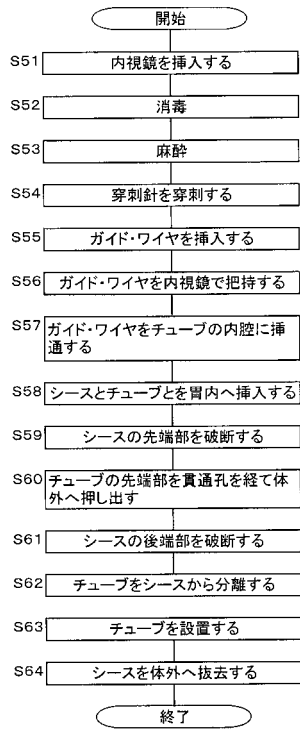 開始
S51 内視鏡を挿入する
S52 消毒
S53 麻酔
S54 穿刺針を穿刺する
S55 ガイド・ワイヤを挿入する
S56 ガイド・ワイヤを内視鏡で把持する
S57 ガイド・ワイヤをチューブの内腔に挿
通する
S58 シースとチューブとを胃内へ挿入する
S59 シースの先端部を破断する
S60 チューブの先端部を貫通孔を経て体
外へ押し出す
S61 シースの後端部を破断する
S62 チューブをシースから分離する
S63 チューブを設置する
S64 シースを体外へ抜去する
終了